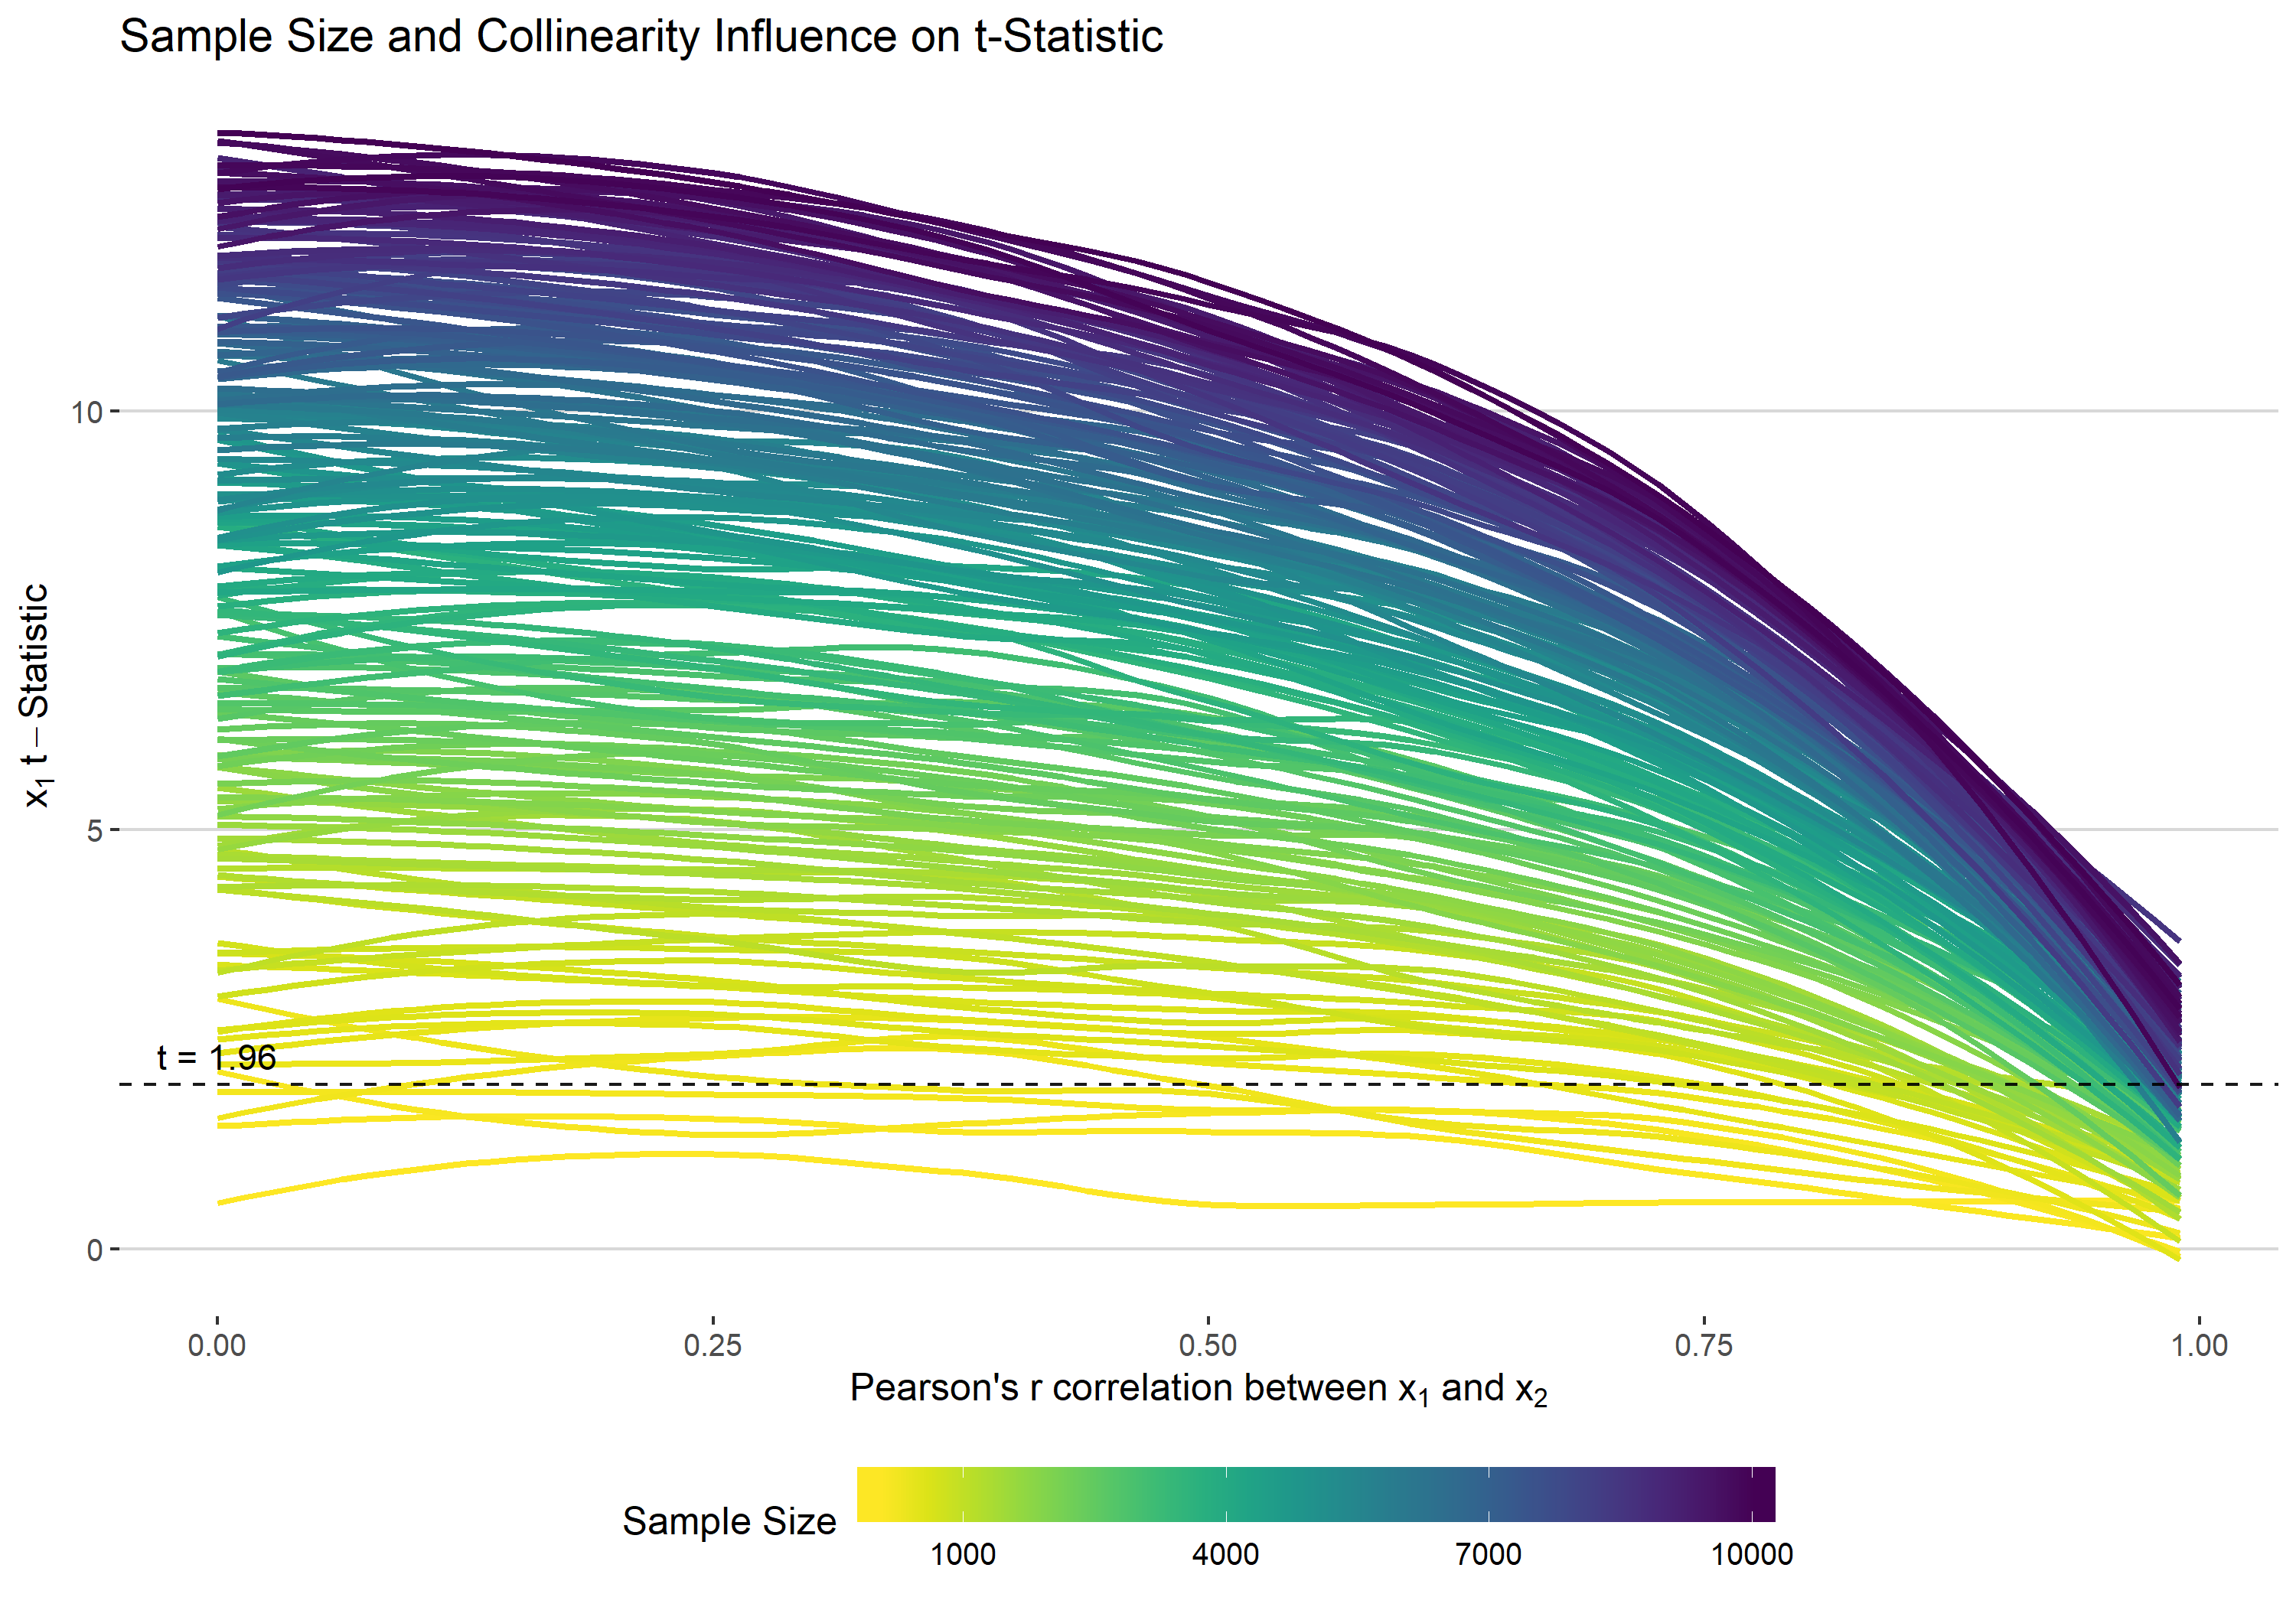 Sample Size and Collinearity Influence on t-Statistic
x₁ t − Statistic
10
5
0
t = 1.96
0.00 0.25 0.50 0.75 1.00
Pearson's r correlation between x₁ and x₂
Sample Size
1000 4000 7000 10000